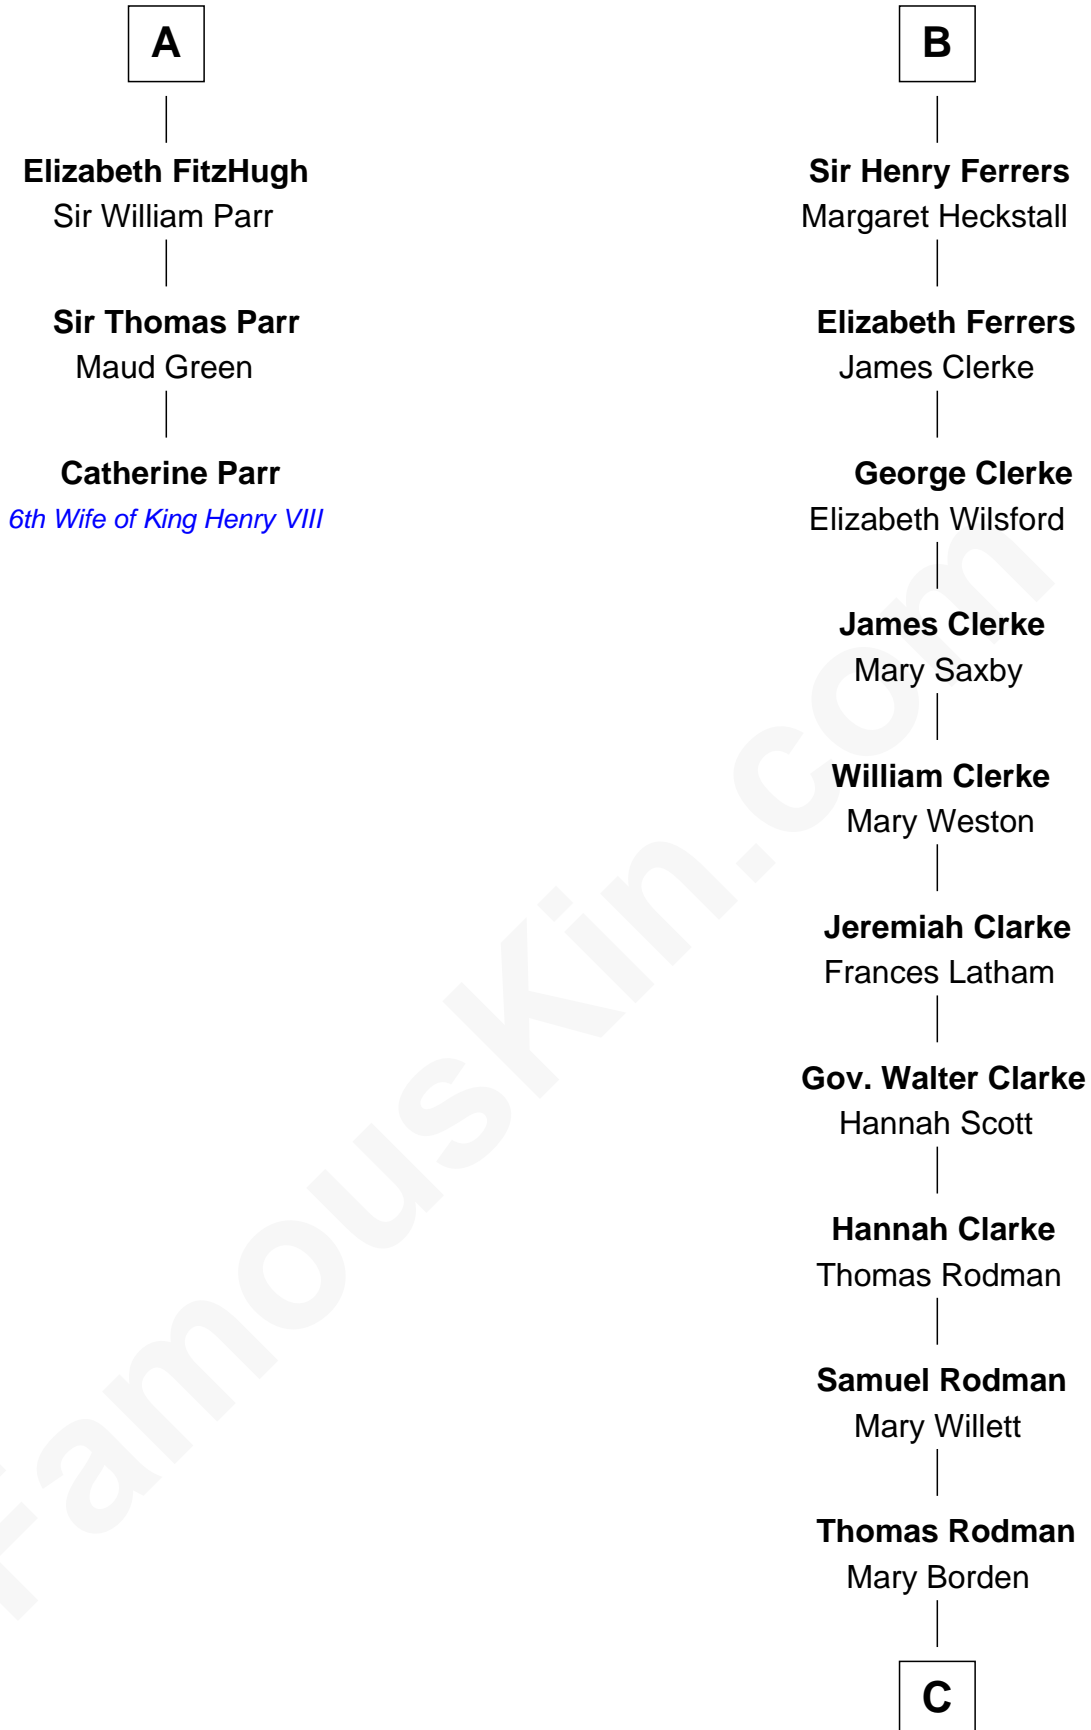 A
Elizabeth FitzHugh
Sir William Parr
Sir Thomas Parr
Maud Green
Catherine Parr
6th Wife of King Henry VIII
B
Sir Henry Ferrers
Margaret Heckstall
Elizabeth Ferrers
James Clerke
George Clerke
Elizabeth Wilsford
James Clerke
Mary Saxby
William Clerke
Mary Weston
Jeremiah Clarke
Frances Latham
Gov. Walter Clarke
Hannah Scott
Hannah Clarke
Thomas Rodman
Samuel Rodman
Mary Willett
Thomas Rodman
Mary Borden
C
FamousKin.com